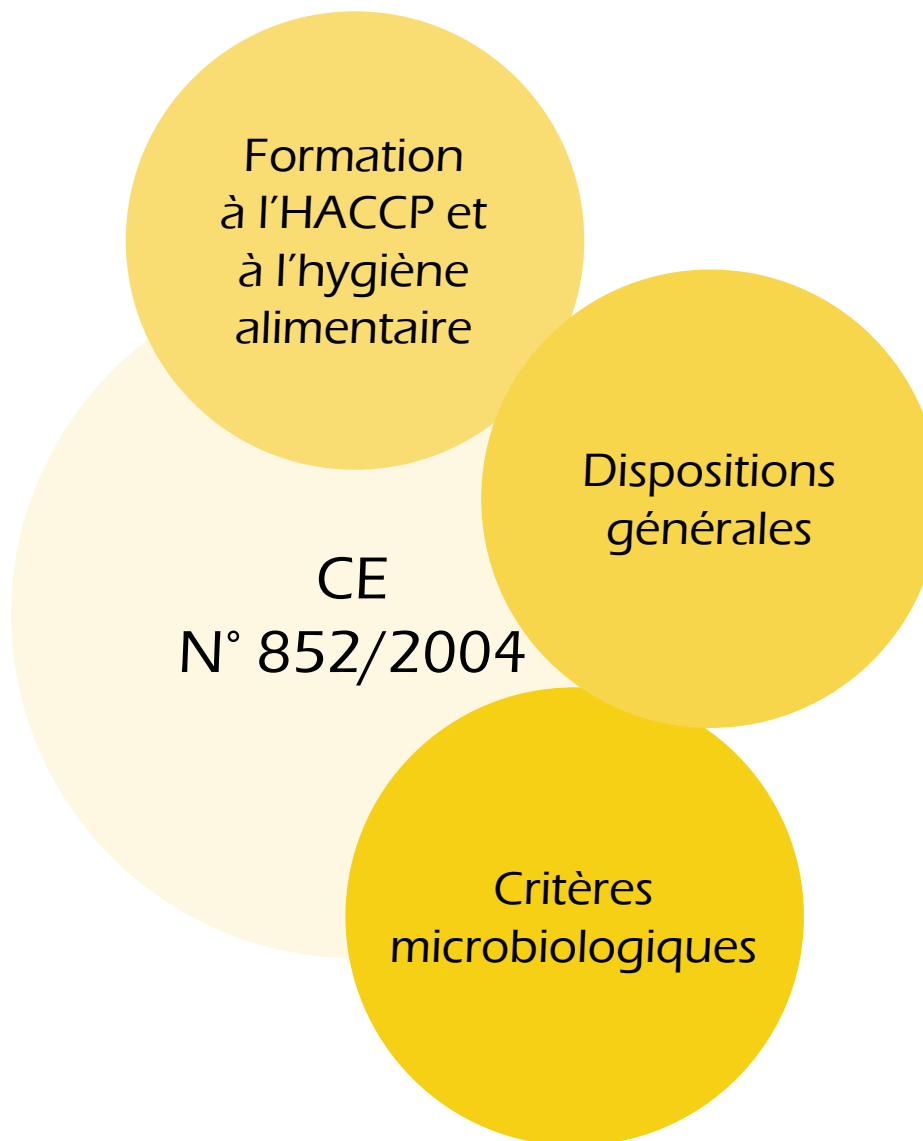 Formation
à l'HACCP et
à l'hygiène
alimentaire
Dispositions
générales
CE
N° 852/2004
Critères
microbiologiques